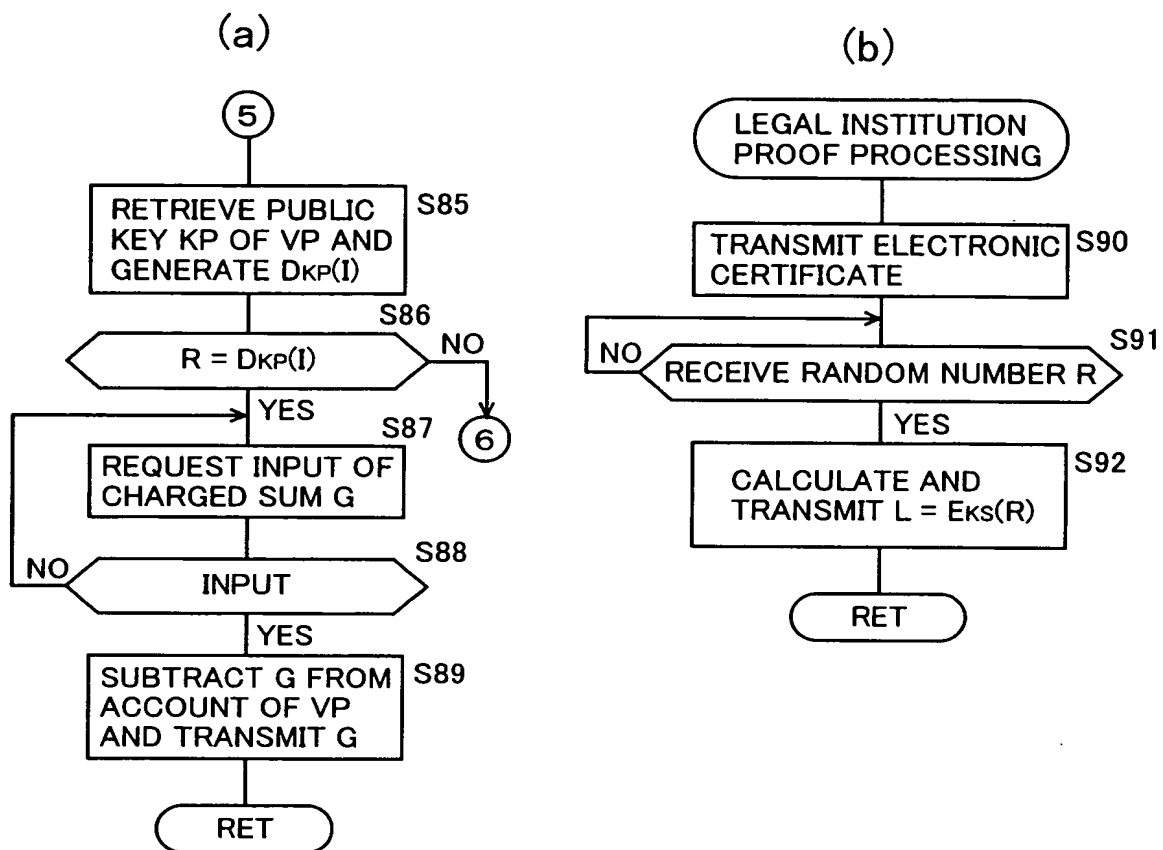 (a)
5
RETRIEVE PUBLIC
KEY KP OF VP AND
GENERATE DKP(I)
S85
S86
R = DKP(I)
NO
6
YES
S87
REQUEST INPUT OF
CHARGED SUM G
S88
NO
INPUT
YES
S89
SUBTRACT G FROM
ACCOUNT OF VP
AND TRANSMIT G
RET
(b)
LEGAL INSTITUTION
PROOF PROCESSING
S90
TRANSMIT ELECTRONIC
CERTIFICATE
S91
NO
RECEIVE RANDOM NUMBER R
YES
S92
CALCULATE AND
TRANSMIT L = EKS(R)
RET